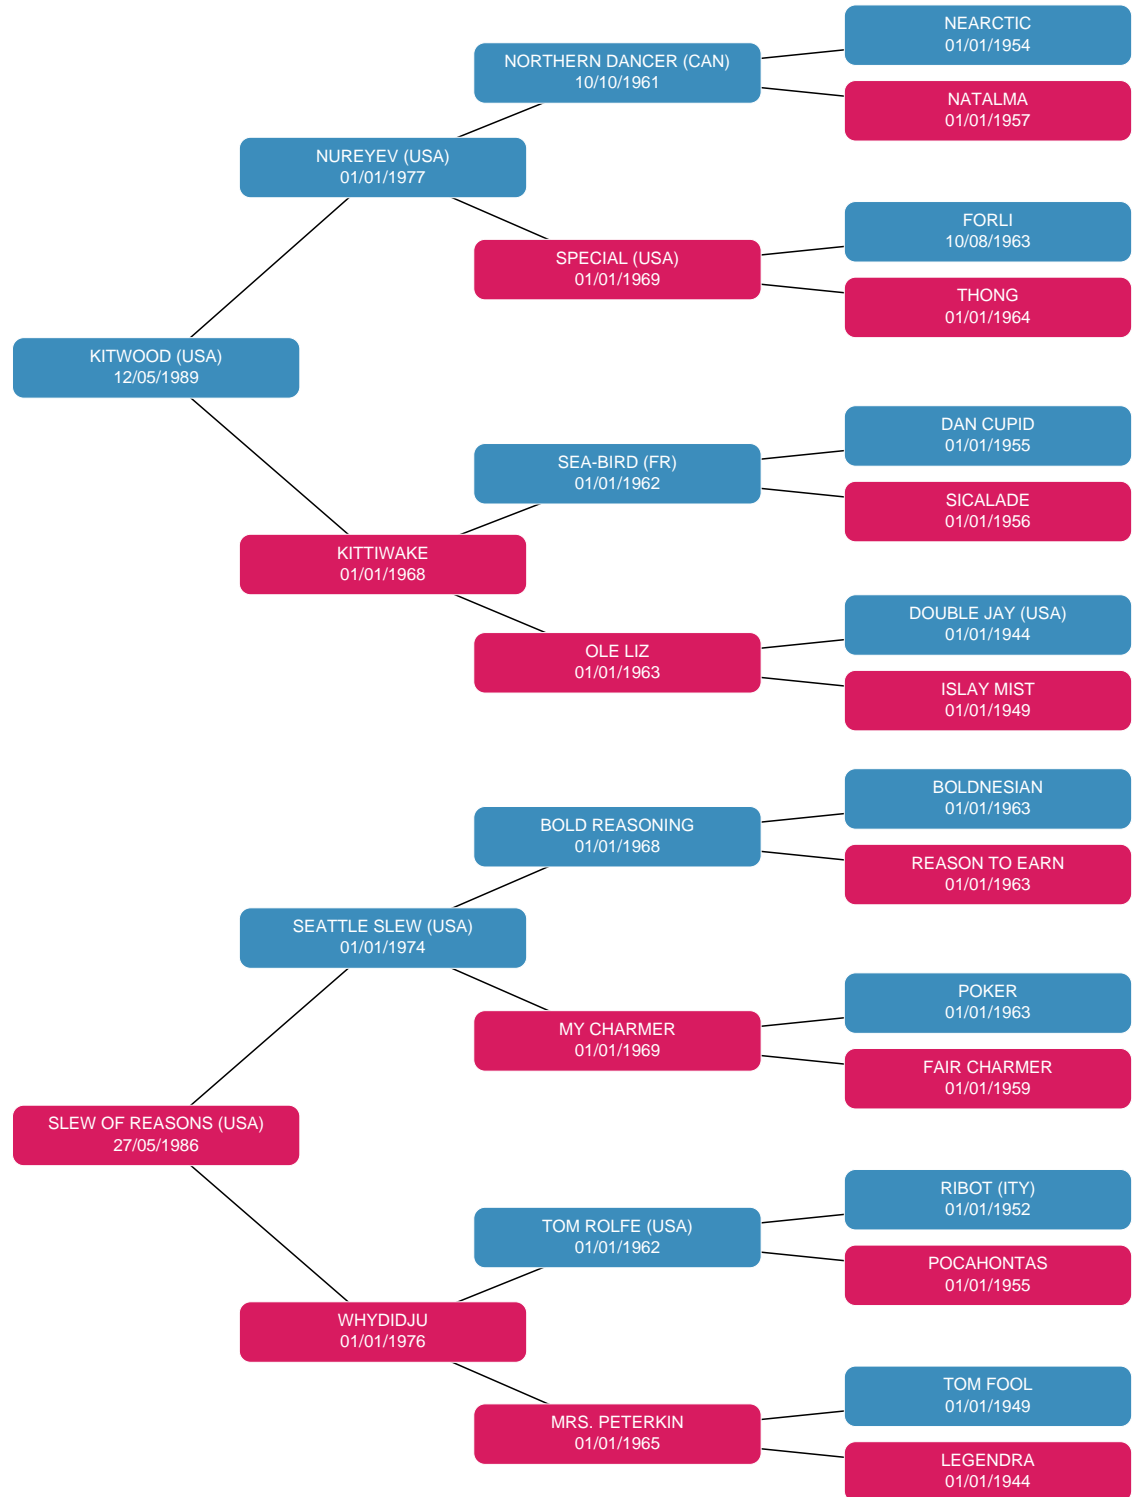 NEARCTIC
01/01/1954
NORTHERN DANCER (CAN)
10/10/1961
NATALMA
01/01/1957
NUREYEV (USA)
01/01/1977
FORLI
10/08/1963
SPECIAL (USA)
01/01/1969
THONG
01/01/1964
KITWOOD (USA)
12/05/1989
DAN CUPID
01/01/1955
SEA-BIRD (FR)
01/01/1962
SICALADE
01/01/1956
KITTIWAKE
01/01/1968
DOUBLE JAY (USA)
01/01/1944
OLE LIZ
01/01/1963
ISLAY MIST
01/01/1949
BOLDNESIAN
01/01/1963
BOLD REASONING
01/01/1968
REASON TO EARN
01/01/1963
SEATTLE SLEW (USA)
01/01/1974
POKER
01/01/1963
MY CHARMER
01/01/1969
FAIR CHARMER
01/01/1959
SLEW OF REASONS (USA)
27/05/1986
RIBOT (ITY)
01/01/1952
TOM ROLFE (USA)
01/01/1962
POCAHONTAS
01/01/1955
WHYDIDJU
01/01/1976
TOM FOOL
01/01/1949
MRS. PETERKIN
01/01/1965
LEGENDRA
01/01/1944